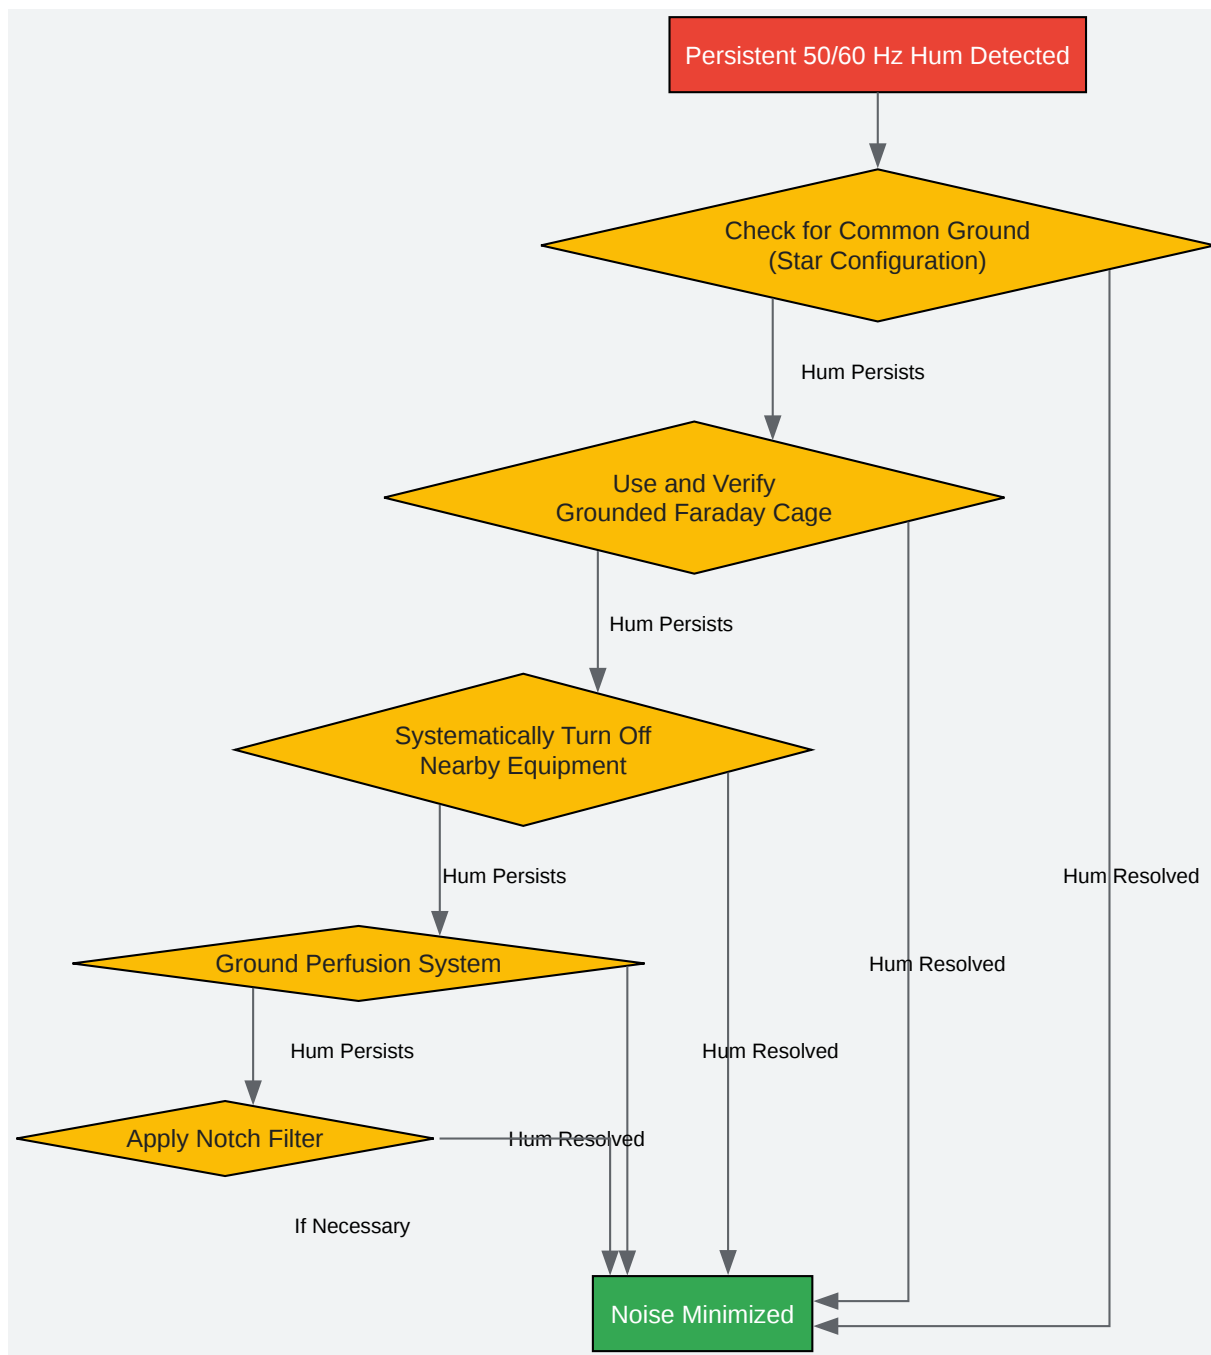 Persistent 50/60 Hz Hum Detected
Check for Common Ground
(Star Configuration)
Hum Persists
Use and Verify
Grounded Faraday Cage
Hum Persists
Systematically Turn Off
Nearby Equipment
Hum Persists
Hum Resolved
Ground Perfusion System
Hum Resolved
Hum Persists
Hum Resolved
Apply Notch Filter
Hum Resolved
If Necessary
Noise Minimized